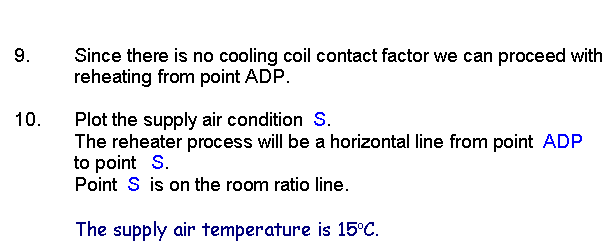 9. Since there is no cooling coil contact factor we can proceed with
reheating from point ADP.
10. Plot the supply air condition S.
The reheater process will be a horizontal line from point ADP
to point S.
Point S is on the room ratio line.
The supply air temperature is 15°C.